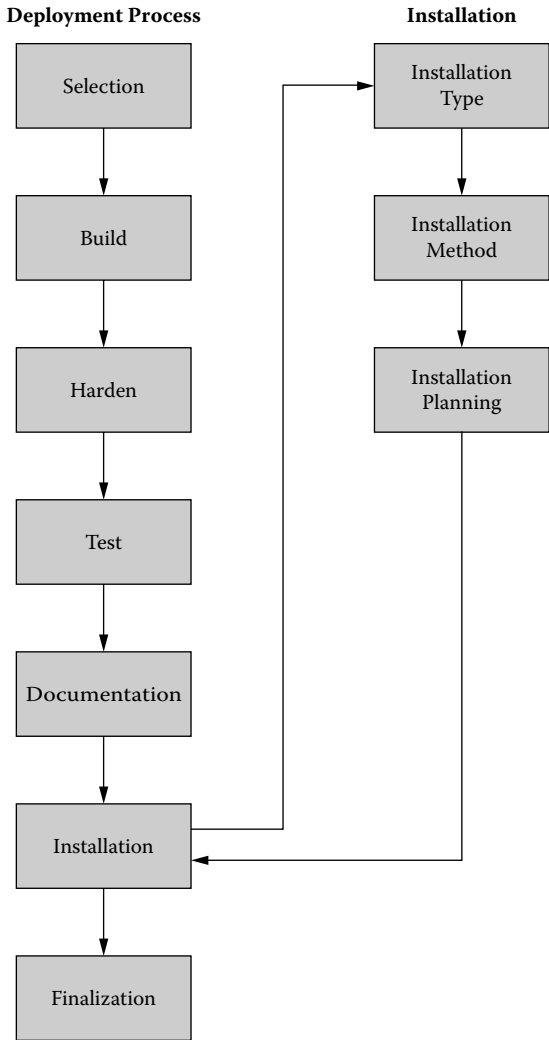 Deployment Process
Installation
Selection
Build
Harden
Test
Documentation
Installation
Finalization
Installation
Type
Installation
Method
Installation
Planning